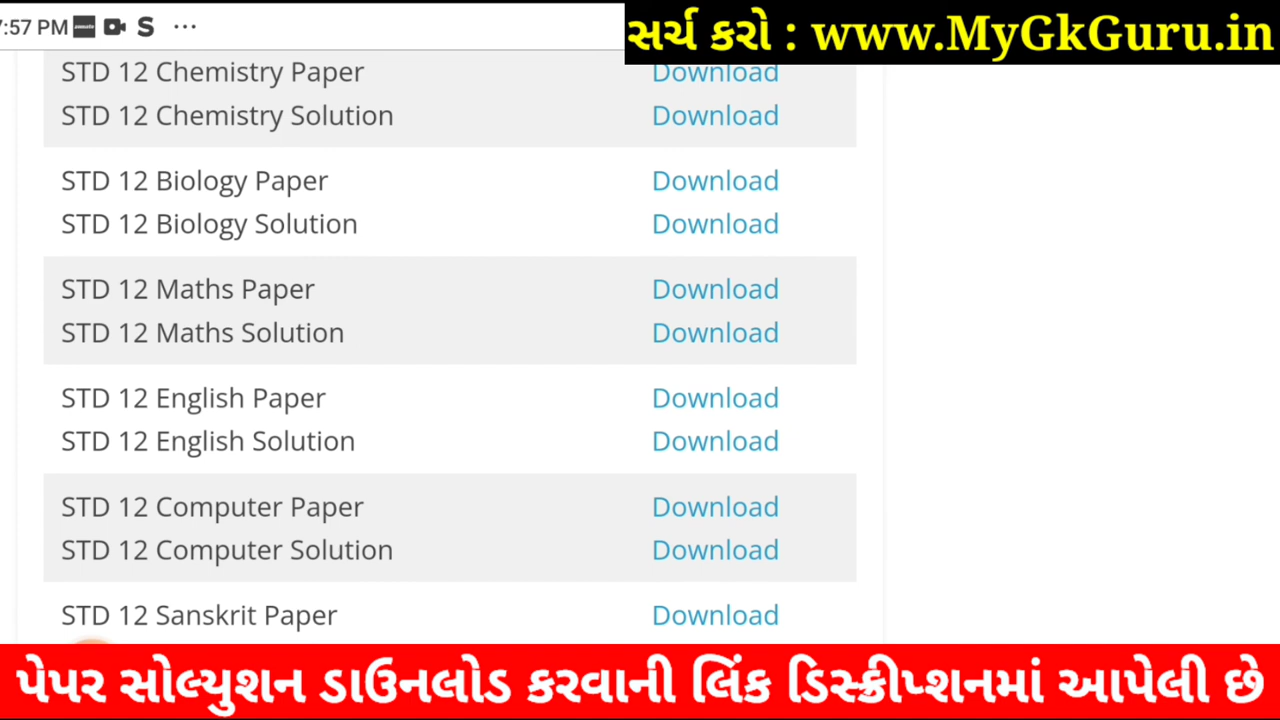 :57 PM S ...
સર્ચ કરો : www.MyGkGuru.in
STD 12 Chemistry Paper Download
STD 12 Chemistry Solution Download
STD 12 Biology Paper Download
STD 12 Biology Solution Download
STD 12 Maths Paper Download
STD 12 Maths Solution Download
STD 12 English Paper Download
STD 12 English Solution Download
STD 12 Computer Paper Download
STD 12 Computer Solution Download
STD 12 Sanskrit Paper Download
પેપર સોલ્યુશન ડાઉનલોડ કરવાની લિંક ડિસ્ક્રીપ્શનમાં આપેલી છે